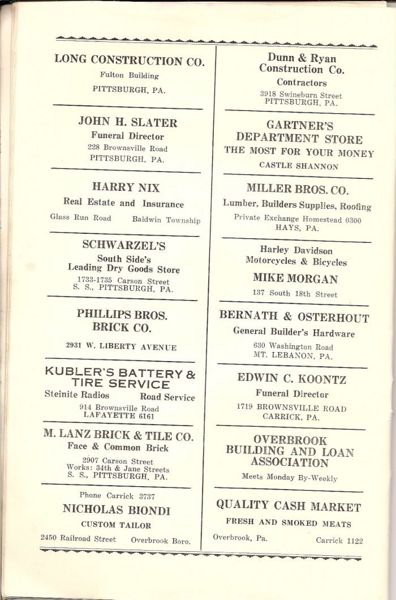 LONG CONSTRUCTION CO.
Fulton Building
PITTSBURGH, PA.
JOHN H. SLATER
Funeral Director
228 Brownsville Road
PITTSBURGH, PA.
HARRY NIX
Real Estate and Insurance
Glass Run Road Baldwin Township
SCHWARZEL'S
South Side's
Leading Dry Goods Store
1733-1735 Carson Street
S. S., PITTSBURGH, PA.
PHILLIPS BROS.
BRICK CO.
2931 W. LIBERTY AVENUE
KUBLER'S BATTERY &
TIRE SERVICE
Steinite Radios Road Service
914 Brownsville Road
LAFAYETTE 6161
M. LANZ BRICK & TILE CO.
Face & Common Brick
2907 Carson Street
Works: 34th & Jane Streets
S. S., PITTSBURGH, PA.
Phone Carrick 3737
NICHOLAS BIONDI
CUSTOM TAILOR
2450 Railroad Street Overbrook Boro.
Dunn & Ryan
Construction Co.
Contractors
3918 Swineburn Street
PITTSBURGH, PA.
GARTNER'S
DEPARTMENT STORE
THE MOST FOR YOUR MONEY
CASTLE SHANNON
MILLER BROS. CO.
Lumber, Builders Supplies, Roofing
Private Exchange Homestead 0300
HAYS, PA.
Harley Davidson
Motorcycles & Bicycles
MIKE MORGAN
137 South 18th Street
BERNATH & OSTERHOUT
General Builder's Hardware
630 Washington Road
MT. LEBANON, PA.
EDWIN C. KOONTZ
Funeral Director
1719 BROWNSVILLE ROAD
CARRICK, PA.
OVERBROOK
BUILDING AND LOAN
ASSOCIATION
Meets Monday By-Weekly
QUALITY CASH MARKET
FRESH AND SMOKED MEATS
Overbrook, Pa. Carrick 1122